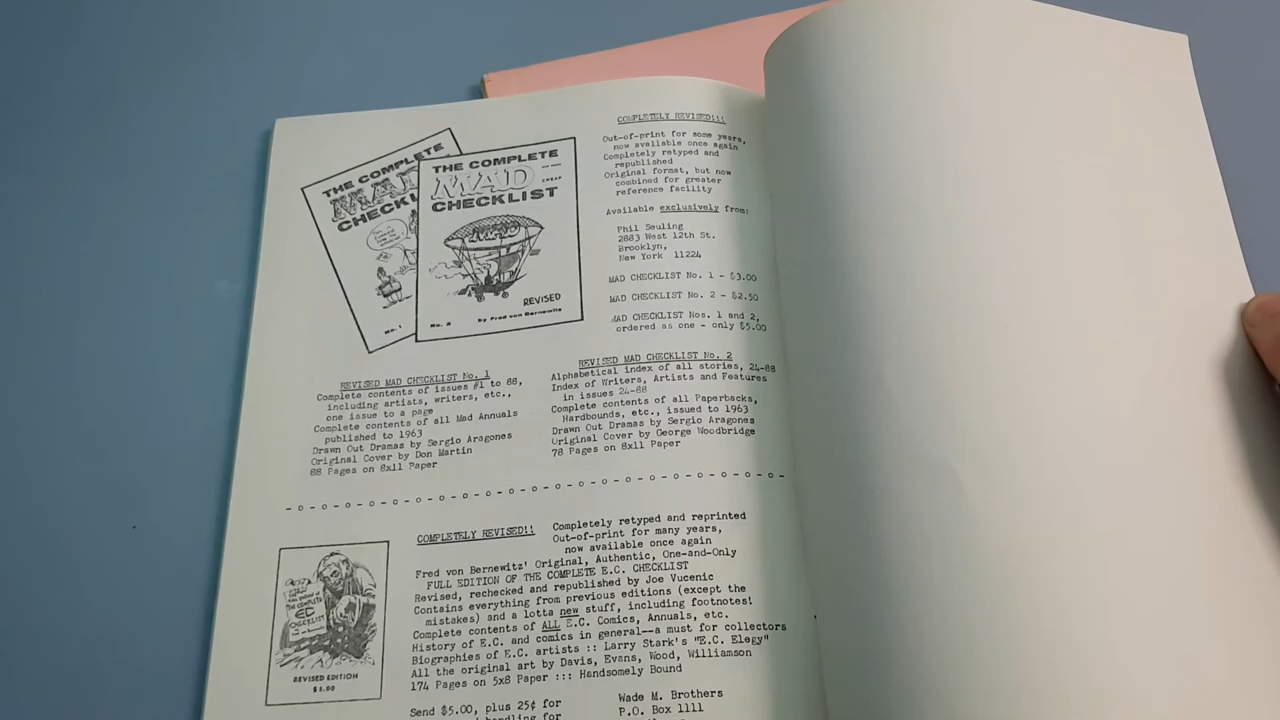 THE COMPLETE
MAD
CHECKL
No. 1
THE COMPLETE
MAD
CHEAP
CHECKLIST
MAD
REVISED
No. 2 by Fred von Bernewitz
COMPLETELY REVISED!!!
Out-of-print for some years,
now available once again
Completely retyped and
republished
Original format, but now
combined for greater
reference facility
Available exclusively from:
Phil Seuling
2883 West 12th St.
Brooklyn,
New York 11224
MAD CHECKLIST No. 1 - $3.00
MAD CHECKLIST No. 2 - $2.50
MAD CHECKLIST Nos. 1 and 2,
ordered as one - only $5.00
REVISED MAD CHECKLIST No. 1
Complete contents of issues #1 to 88,
including artists, writers, etc.,
one issue to a page
Complete contents of all Mad Annuals
published to 1963
Drawn Out Dramas by Sergio Aragones
Original Cover by Don Martin
88 Pages on 8x11 Paper
REVISED MAD CHECKLIST No. 2
Alphabetical index of all stories, 24-88
Index of Writers, Artists and Features
in issues 24-88
Complete contents of all Paperbacks,
Hardbounds, etc., issued to 1963
Drawn Out Dramas by Sergio Aragones
Original Cover by George Woodbridge
78 Pages on 8x11 Paper
-o-o-o-o-o-o-o-o-o-o-o-o-o-o-o-o-o-o-
THE COMPLETE
EC
CHECKLIST
REVISED EDITION
$5.00
COMPLETELY REVISED!!
Completely retyped and reprinted
Out-of-print for many years,
now available once again
Fred von Bernewitz' Original, Authentic, One-and-Only
FULL EDITION OF THE COMPLETE E.C. CHECKLIST
Revised, rechecked and republished by Joe Vucenic
Contains everything from previous editions (except the
mistakes) and a lotta new stuff, including footnotes!
Complete contents of ALL E.C. Comics, Annuals, etc.
History of E.C. and comics in general--a must for collectors
Biographies of E.C. artists :: Larry Stark's "E.C. Elegy"
All the original art by Davis, Evans, Wood, Williamson
174 Pages on 5x8 Paper ::: Handsomely Bound
Send $5.00, plus 25¢ for
handling for
Wade M. Brothers
P.O. Box 1111